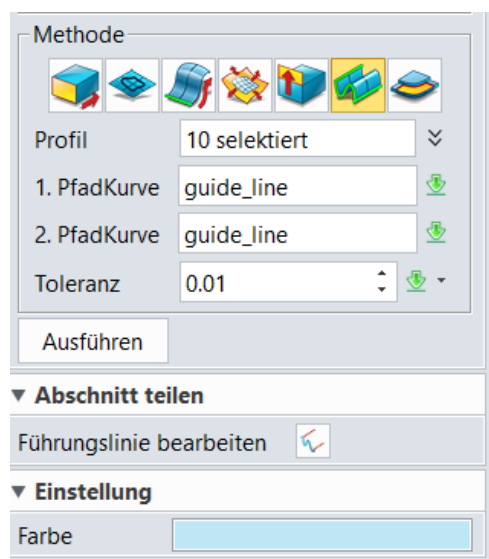 Methode
Profil 10 selektiert
1. PfadKurve guide_line
2. PfadKurve guide_line
Toleranz 0.01
Ausführen
Abschnitt teilen
Führungslinie bearbeiten
Einstellung
Farbe